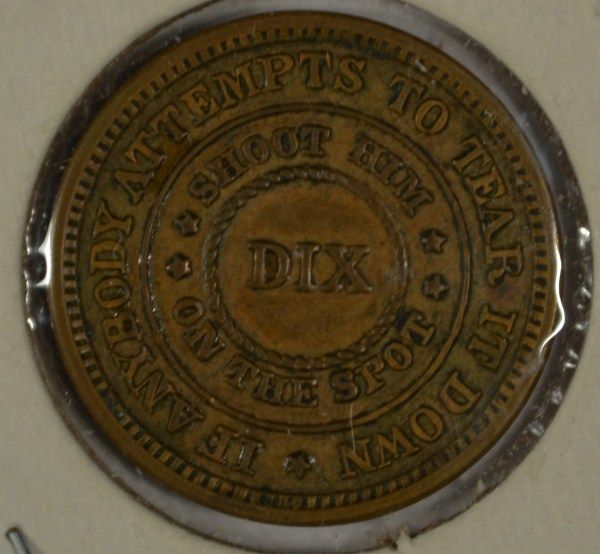 IF ANYBODY ATTEMPTS TO TEAR IT DOWN
SHOOT HIM
ON THE SPOT
DIX